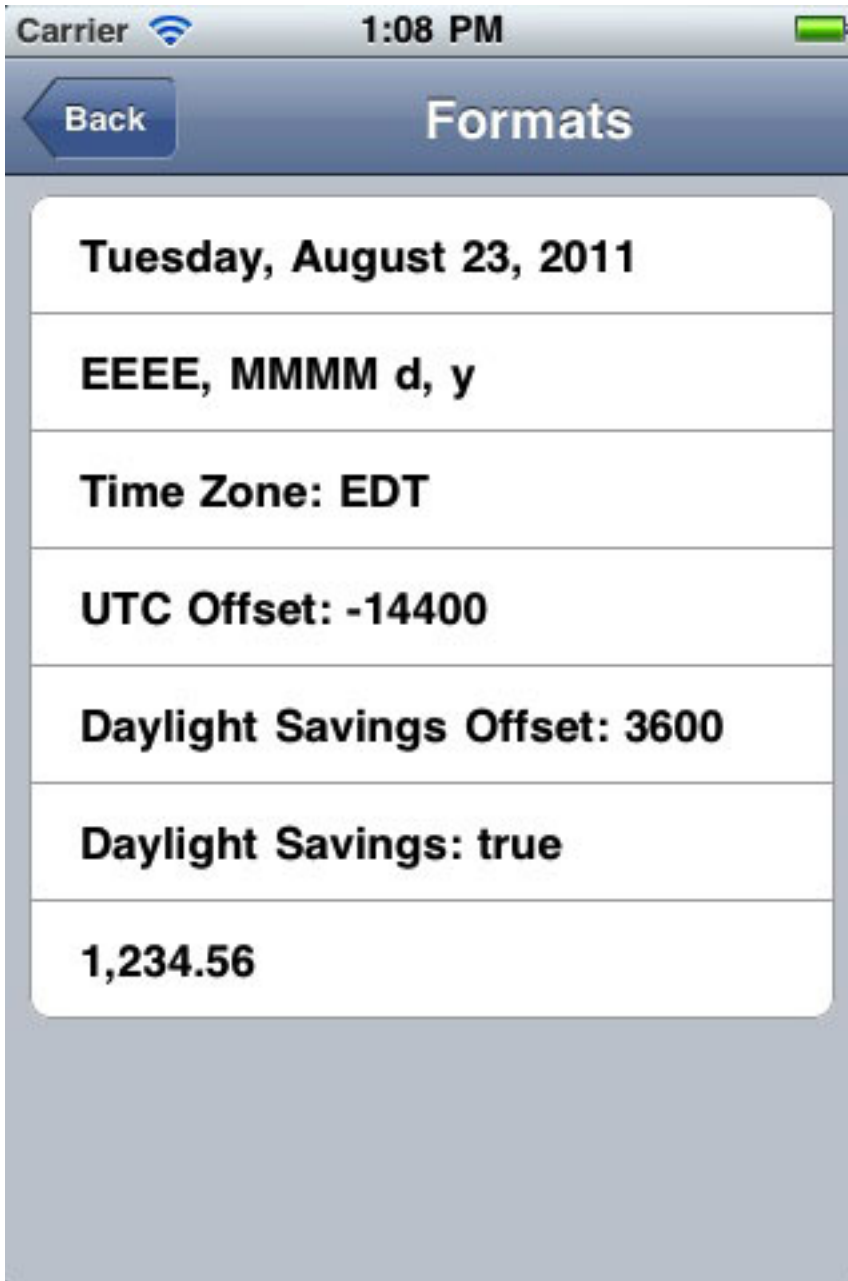 Carrier 1:08 PM
Back Formats
Tuesday, August 23, 2011
EEEE, MMMM d, y
Time Zone: EDT
UTC Offset: -14400
Daylight Savings Offset: 3600
Daylight Savings: true
1,234.56